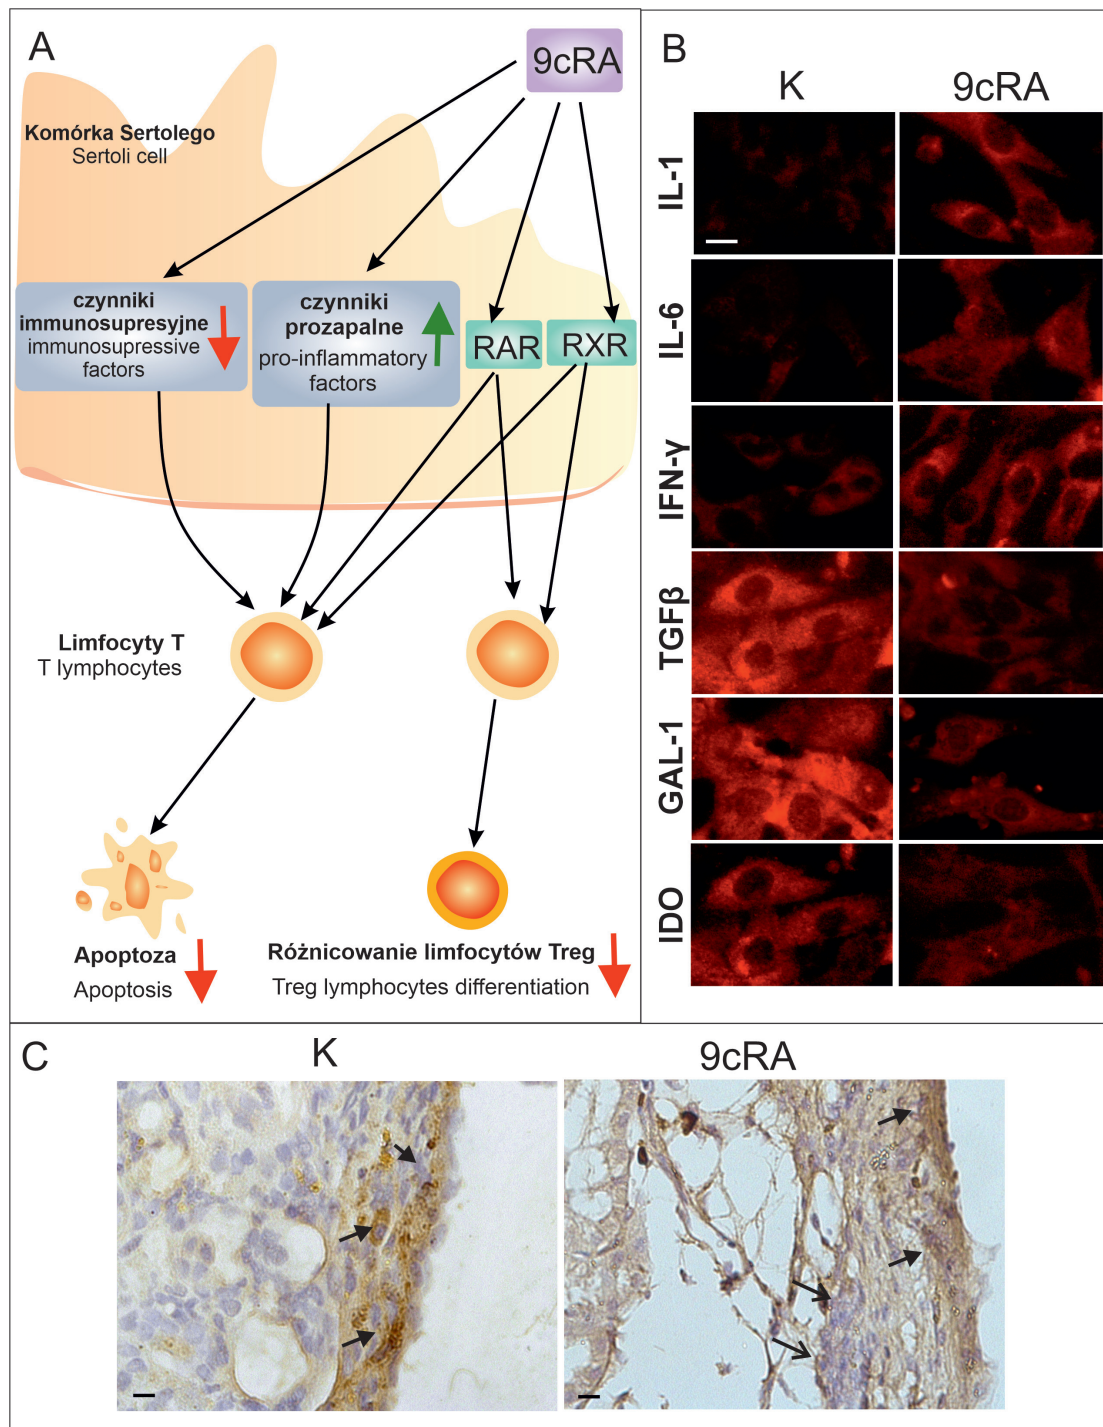 A
9cRA
Komórka Sertolego
Sertoli cell
czynniki
immunosupresyjne
immunosupressive
factors
czynniki
prozapalne
pro-inflammatory
factors
RAR
RXR
Limfocyty T
T lymphocytes
Apoptoza
Apoptosis
Różnicowanie limfocytów Treg
Treg lymphocytes differentiation
B
K
9cRA
IL-1
IL-6
IFN-γ
TGFβ
GAL-1
IDO
C
K
9cRA